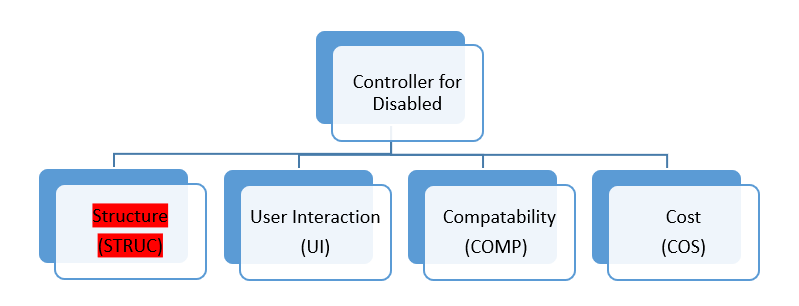 Controller for
Disabled
Structure
(STRUC)
User Interaction
(UI)
Compatability
(COMP)
Cost
(COS)